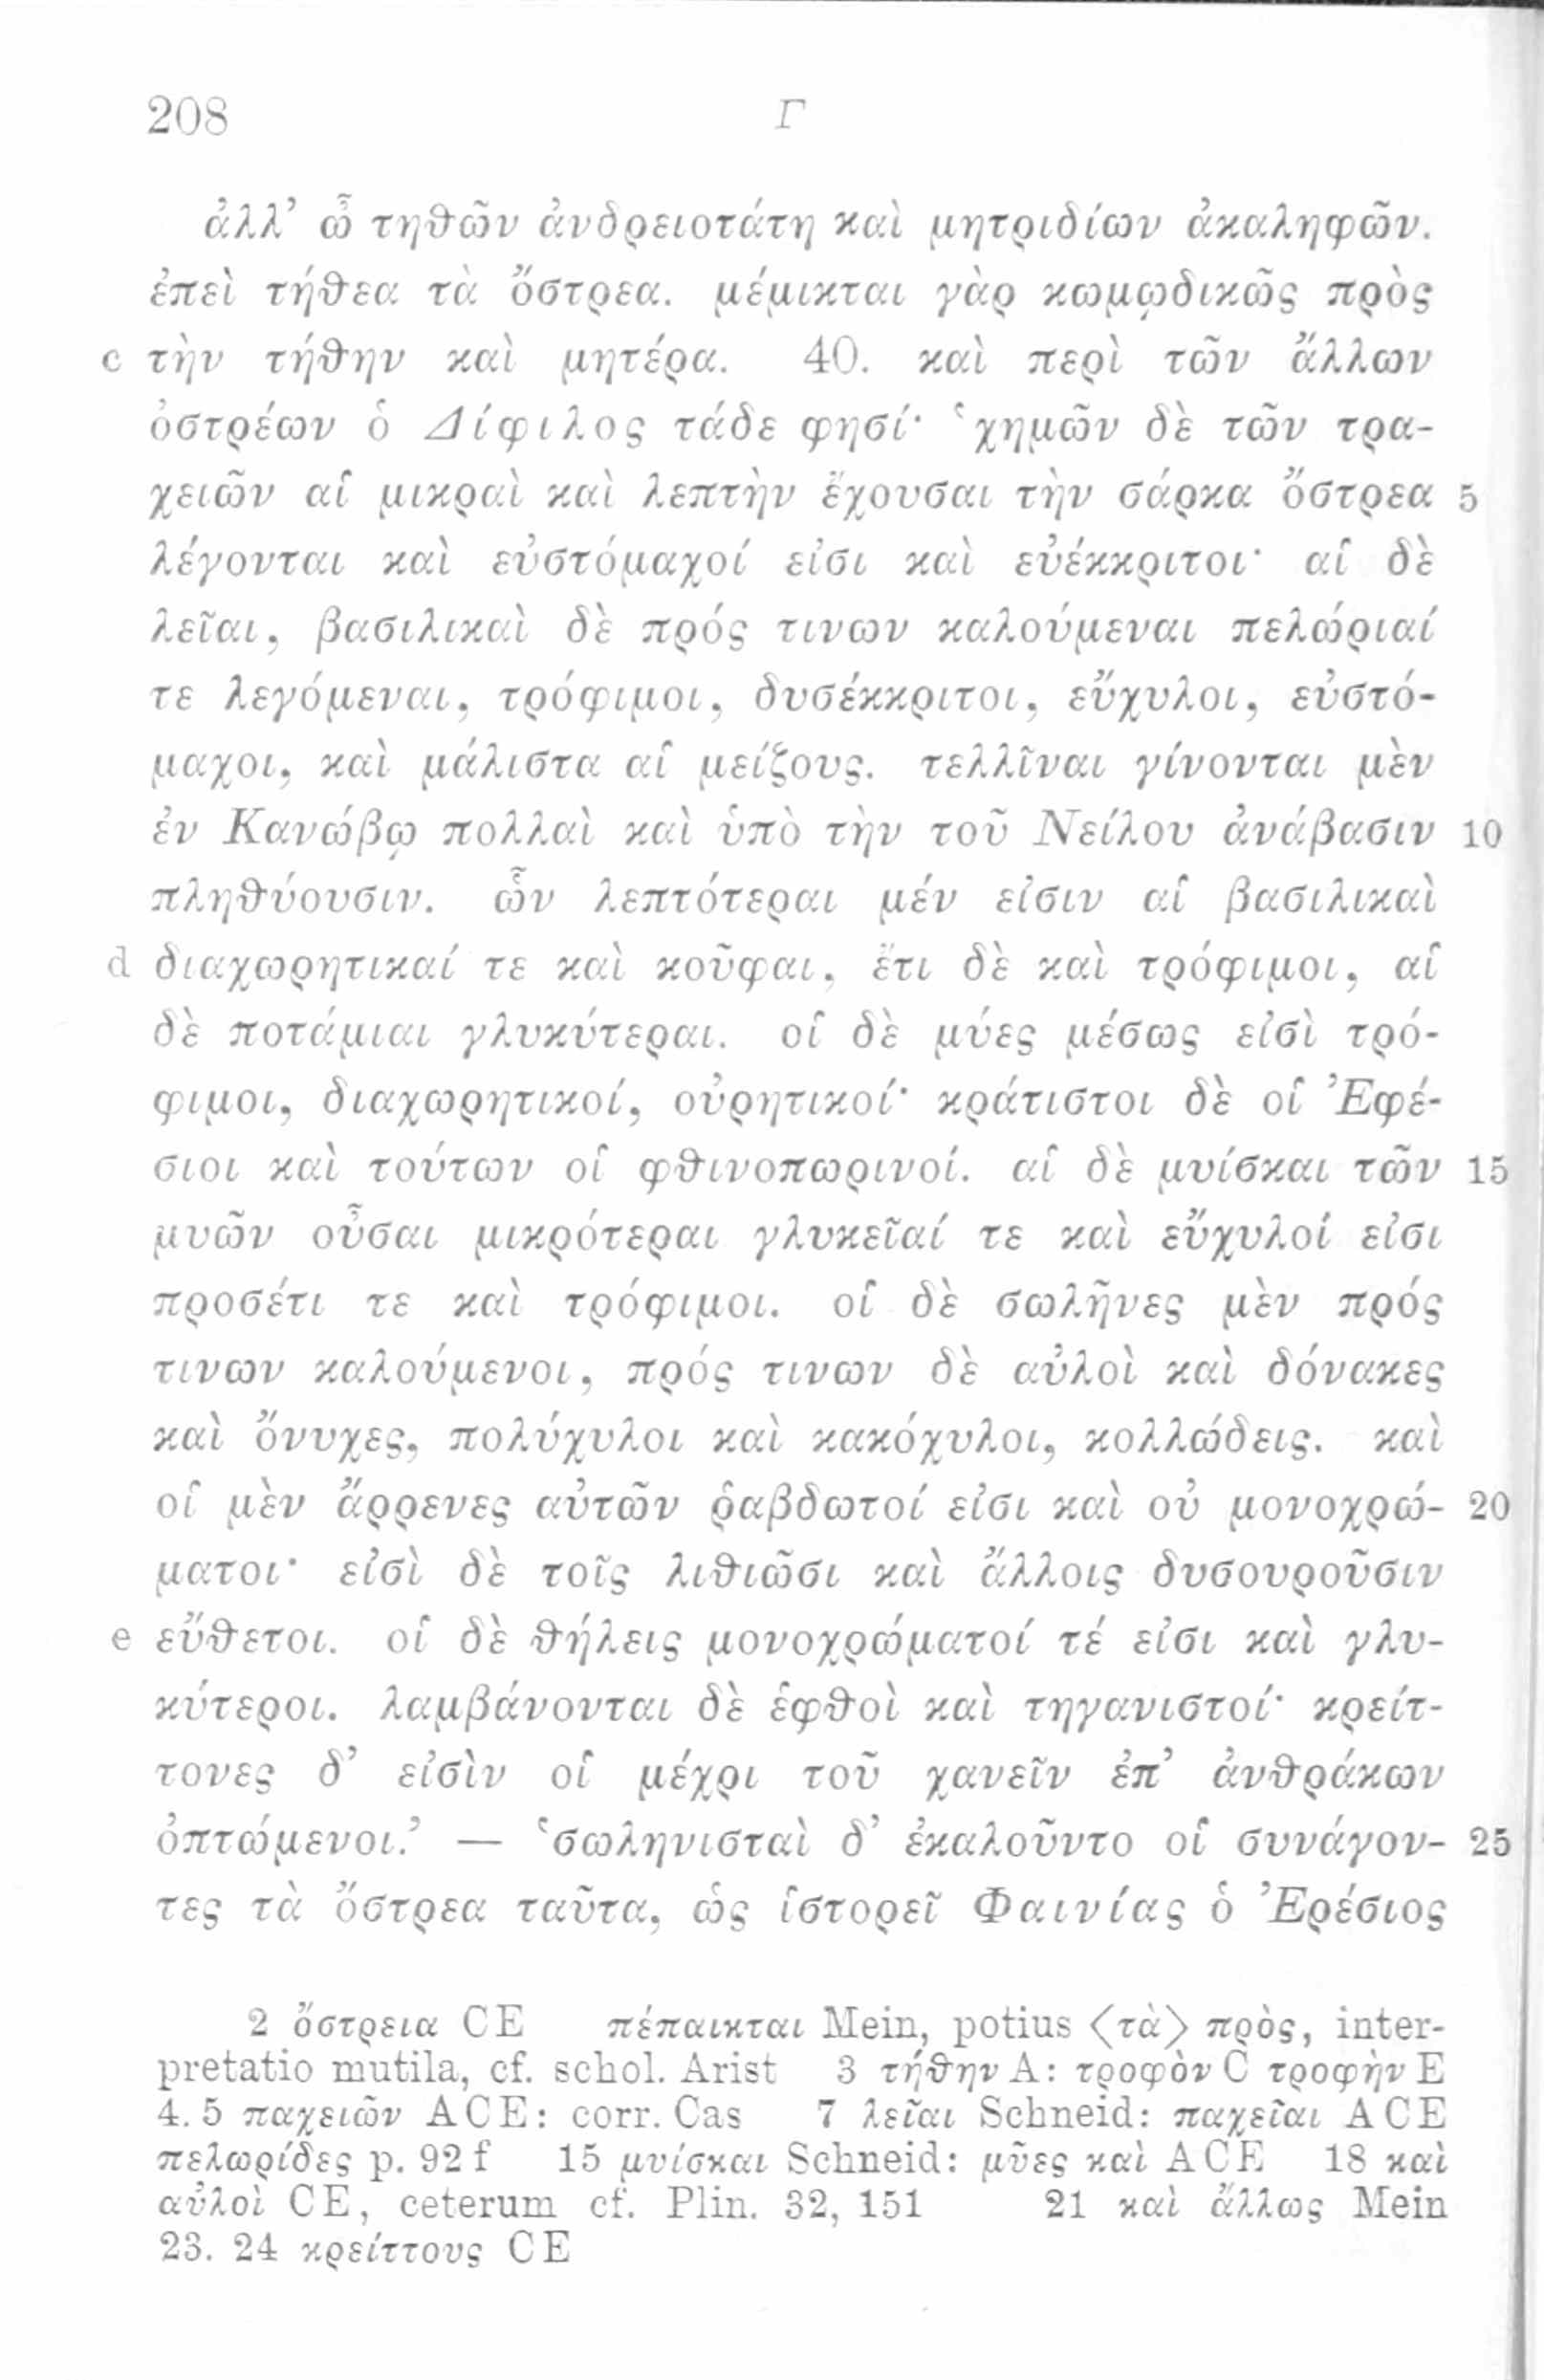 208 Γ
ἀλλ’ ὦ τηθῶν ἀνδρειοτάτη καὶ μητριδίων ἀκαληφῶν.
ἐπεὶ τήθεα τὰ ὄστρεα. μέμικται γὰρ κωμῳδικῶς πρὸς
c τὴν τήθην καὶ μητέρα. 40. καὶ περὶ τῶν ἄλλων
ὀστρέων ὁ Δίφιλος τάδε φησί· ‘χημῶν δὲ τῶν τρα-
χειῶν αἱ μικραὶ καὶ λεπτὴν ἔχουσαι τὴν σάρκα ὄστρεα 5
λέγονται καὶ εὐστόμαχοί εἰσι καὶ εὐέκκριτοι· αἱ δὲ
λεῖαι, βασιλικαὶ δὲ πρός τινων καλούμεναι πελώριαί
τε λεγόμεναι, τρόφιμοι, δυσέκκριτοι, εὔχυλοι, εὐστό-
μαχοι, καὶ μάλιστα αἱ μείζους. τελλῖναι γίνονται μὲν
ἐν Κανώβῳ πολλαὶ καὶ ὑπὸ τὴν τοῦ Νείλου ἀνάβασιν 10
πληθύουσιν. ὧν λεπτότεραι μέν εἰσιν αἱ βασιλικαὶ
d διαχωρητικαί τε καὶ κοῦφαι, ἔτι δὲ καὶ τρόφιμοι, αἱ
δὲ ποτάμιαι γλυκύτεραι. οἱ δὲ μύες μέσως εἰσὶ τρό-
φιμοι, διαχωρητικοί, οὐρητικοί· κράτιστοι δὲ οἱ Ἐφέ-
σιοι καὶ τούτων οἱ φθινοπωρινοί. αἱ δὲ μυίσκαι τῶν 15
μυῶν οὖσαι μικρότεραι γλυκεῖαί τε καὶ εὔχυλοί εἰσι
προσέτι τε καὶ τρόφιμοι. οἱ δὲ σωλῆνες μὲν πρός
τινων καλούμενοι, πρός τινων δὲ αὐλοὶ καὶ δόνακες
καὶ ὄνυχες, πολύχυλοι καὶ κακόχυλοι, κολλώδεις. καὶ
οἱ μὲν ἄρρενες αὐτῶν ῥαβδωτοί εἰσι καὶ οὐ μονοχρώ- 20
ματοι· εἰσὶ δὲ τοῖς λιθιῶσι καὶ ἄλλοις δυσουροῦσιν
e εὔθετοι. οἱ δὲ θήλεις μονοχρώματοί τέ εἰσι καὶ γλυ-
κύτεροι. λαμβάνονται δὲ ἑφθοὶ καὶ τηγανιστοί· κρείτ-
τονες δ’ εἰσὶν οἱ μέχρι τοῦ χανεῖν ἐπ’ ἀνθράκων
ὀπτώμενοι.’ — ‘σωληνισταὶ δ’ ἐκαλοῦντο οἱ συνάγον- 25
τες τὰ ὄστρεα ταῦτα, ὡς ἱστορεῖ Φαινίας ὁ Ἐρέσιος
2 ὄστρεια CE πέπαικται Mein, potius ⟨τὰ⟩ πρὸς, inter-
pretatio mutila, cf. schol. Arist 3 τήθην A: τροφὸν C τροφὴν E
4. 5 παχειῶν ACE: corr. Cas 7 λεῖαι Schneid: παχεῖαι ACE
πελωρίδες p. 92 f 15 μυίσκαι Schneid: μῦες καὶ ACE 18 καὶ
αὐλοὶ CE, ceterum cf. Plin. 32, 151 21 καὶ ἄλλως Mein
23. 24 κρείττους CE